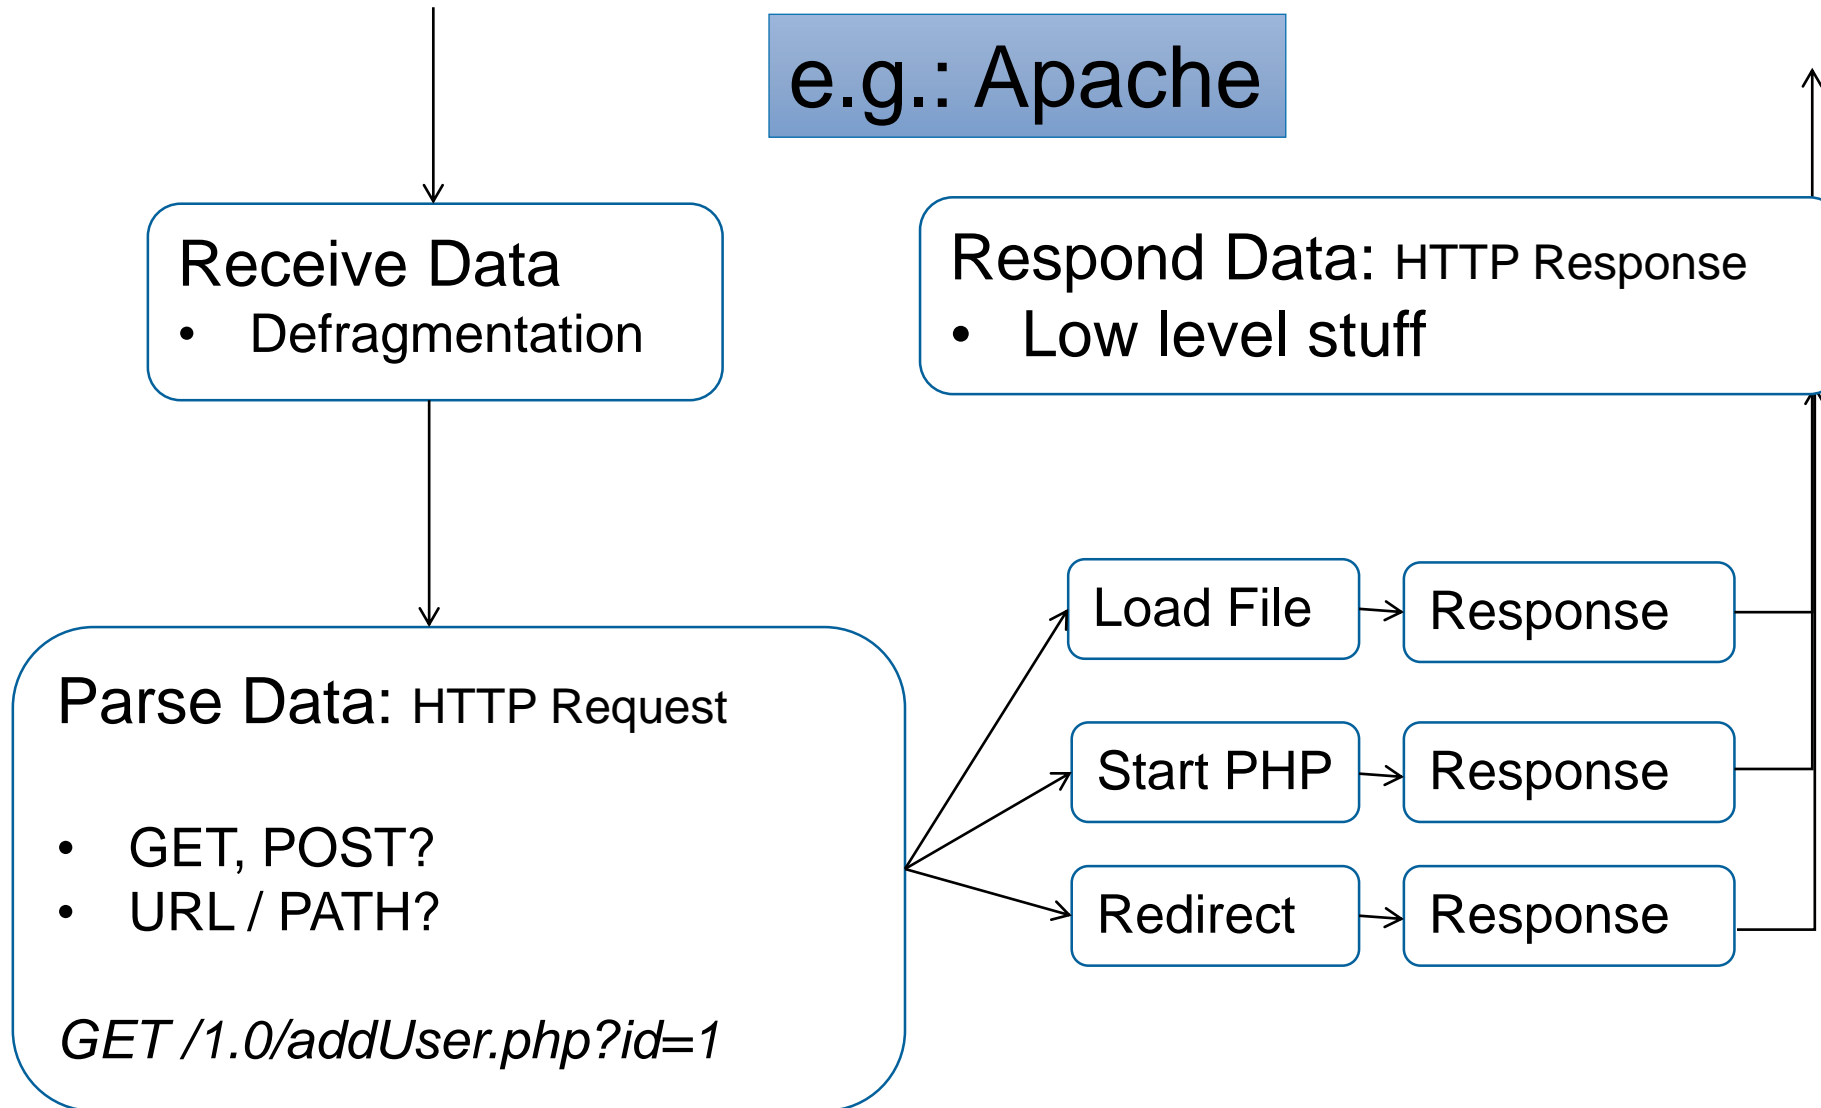 e.g.: Apache
Receive Data
• Defragmentation
Respond Data: HTTP Response
• Low level stuff
Parse Data: HTTP Request
• GET, POST?
• URL / PATH?
GET /1.0/addUser.php?id=1
Load File
Response
Start PHP
Response
Redirect
Response